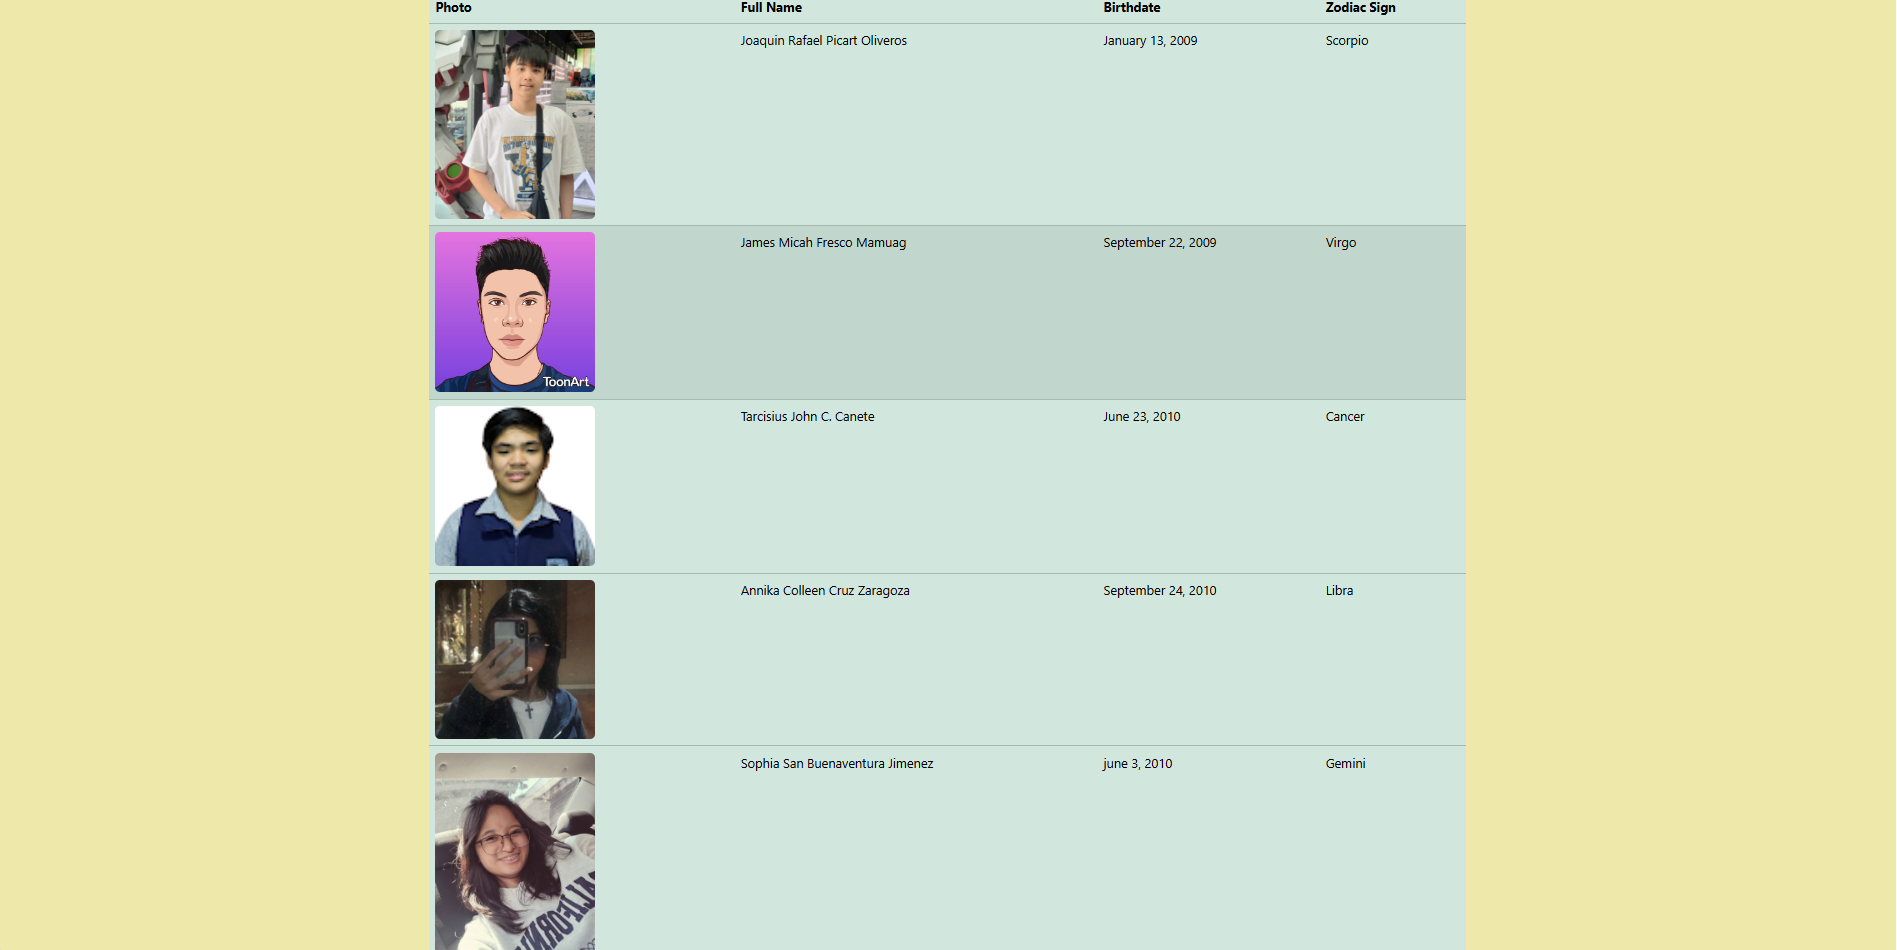 Photo Full Name Birthdate Zodiac Sign
Joaquin Rafael Picart Oliveros January 13, 2009 Scorpio
James Micah Fresco Mamuag September 22, 2009 Virgo
ToonArt
Tarcisius John C. Canete June 23, 2010 Cancer
Annika Colleen Cruz Zaragoza September 24, 2010 Libra
Sophia San Buenaventura Jimenez june 3, 2010 Gemini